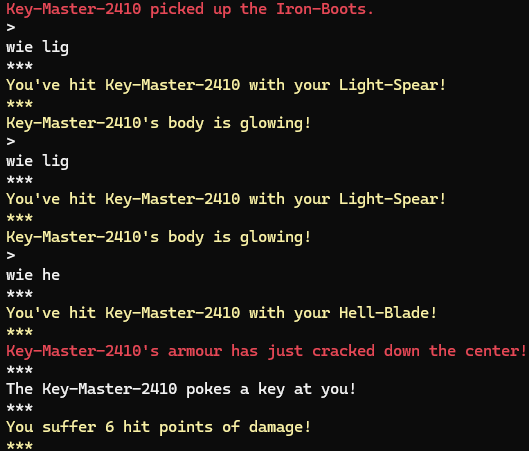 Key-Master-2410 picked up the Iron-Boots.
>
wie lig
***
You've hit Key-Master-2410 with your Light-Spear!
***
Key-Master-2410's body is glowing!
>
wie lig
***
You've hit Key-Master-2410 with your Light-Spear!
***
Key-Master-2410's body is glowing!
>
wie he
***
You've hit Key-Master-2410 with your Hell-Blade!
***
Key-Master-2410's armour has just cracked down the center!
***
The Key-Master-2410 pokes a key at you!
***
You suffer 6 hit points of damage!
***